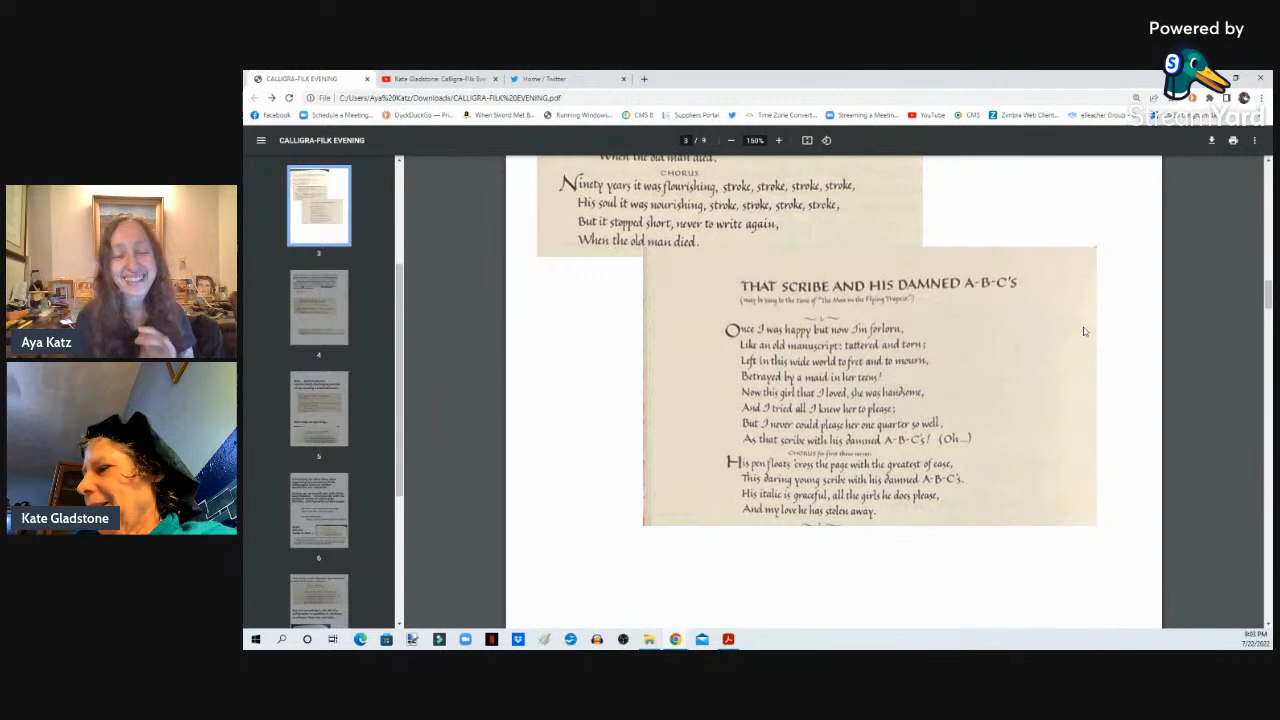 Powered by
StreamYard
CALLIGRA-FILK EVENING
Kate Gladstone: Calligra-Filk Eve
Home / Twitter
File
C:/Users/Aya%20Katz/Downloads/CALLIGRA-FILK%20EVENING.pdf
Facebook
Schedule a Meeting...
DuckDuckGo — Pri...
When Sword Met B...
Running Windows...
CMS B
Suppliers Portal
Time Zone Convert...
Streaming a Meetin...
YouTube
CMS
Zimbra Web Client...
eTeacher Group -
CALLIGRA-FILK EVENING
3 / 9
150%
When the old man died.
CHORUS
Ninety years it was flourishing, stroke, stroke, stroke, stroke,
His soul it was nourishing, stroke, stroke, stroke, stroke,
But it stopped short, never to write again,
When the old man died.
THAT SCRIBE AND HIS DAMNED A-B-C'S
(may be sung to the tune of "The Man on the Flying Trapeze")
1
Once I was happy but now I'm forlorn,
Like an old manuscript: tattered and torn;
Left in this wide world to fret and to mourn,
Betrayed by a maid in her teens!
Now this girl that I loved, she was handsome,
And I tried all I knew her to please;
But I never could please her one quarter so well,
As that scribe with his damned A-B-C's! (Oh...)
CHORUS for first three verses:
His pen floats 'cross the page with the greatest of ease,
This daring young scribe with his damned A-B-C's.
His italic is graceful, all the girls he does please,
And my love he has stolen away.
3
4
5
6
Aya Katz
Kate Gladstone
9:03 PM
7/22/2022